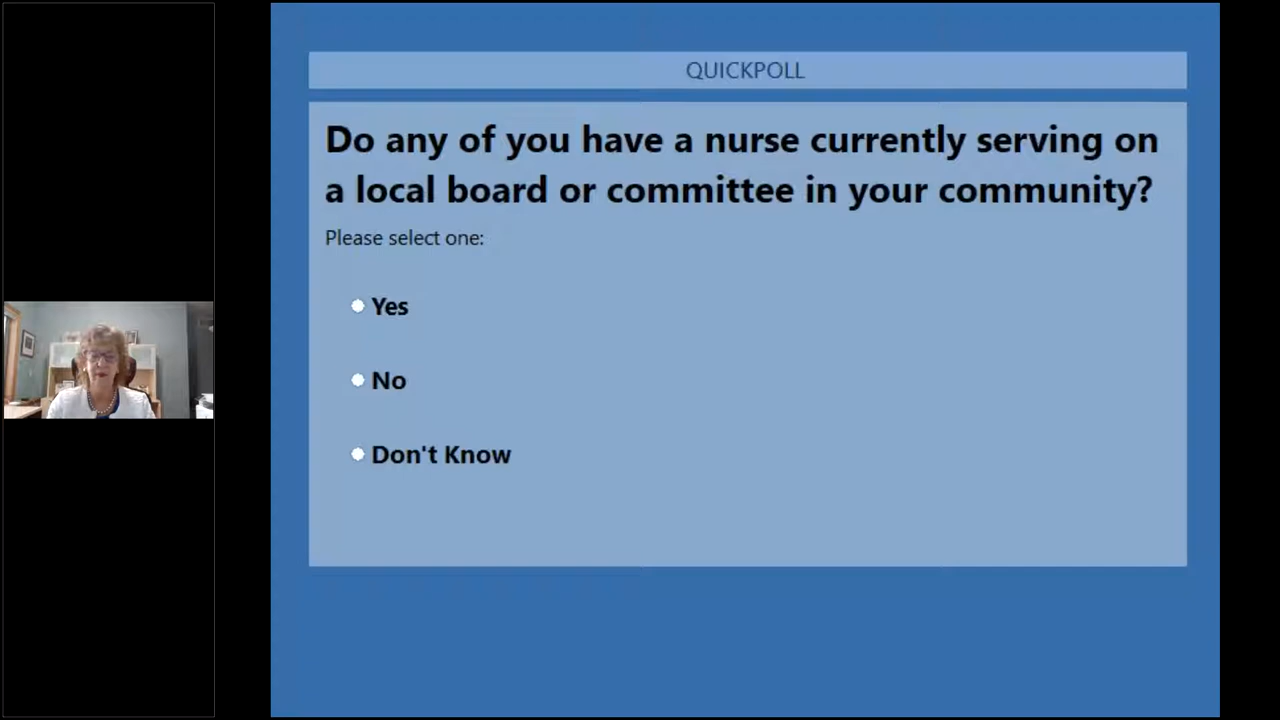 QUICKPOLL
Do any of you have a nurse currently serving on
a local board or committee in your community?
Please select one:
Yes
No
Don't Know